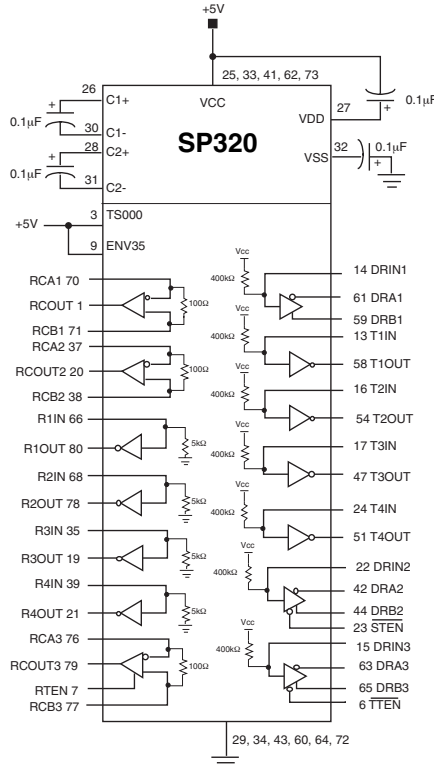 +5V
25, 33, 41, 62, 73
26
C1+
VCC
27
0.1µF
0.1µF
VDD
30
C1-
SP320
28
C2+
32
0.1µF
VSS
0.1µF
31
C2-
3
TS000
+5V
9
ENV35
Vcc
RCA1 70
400kΩ
14 DRIN1
RCOUT 1
100Ω
61 DRA1
59 DRB1
RCB1 71
Vcc
13 T1IN
RCA2 37
400kΩ
RCOUT2 20
100Ω
58 T1OUT
Vcc
16 T2IN
RCB2 38
400kΩ
R1IN 66
54 T2OUT
R1OUT 80
5kΩ
Vcc
17 T3IN
400kΩ
R2IN 68
47 T3OUT
R2OUT 78
5kΩ
Vcc
24 T4IN
R3IN 35
400kΩ
R3OUT 19
5kΩ
51 T4OUT
Vcc
22 DRIN2
R4IN 39
400kΩ
42 DRA2
R4OUT 21
5kΩ
44 DRB2
23 STEN
RCA3 76
Vcc
15 DRIN3
400kΩ
RCOUT3 79
100Ω
63 DRA3
RTEN 7
65 DRB3
RCB3 77
6 TTEN
29, 34, 43, 60, 64, 72